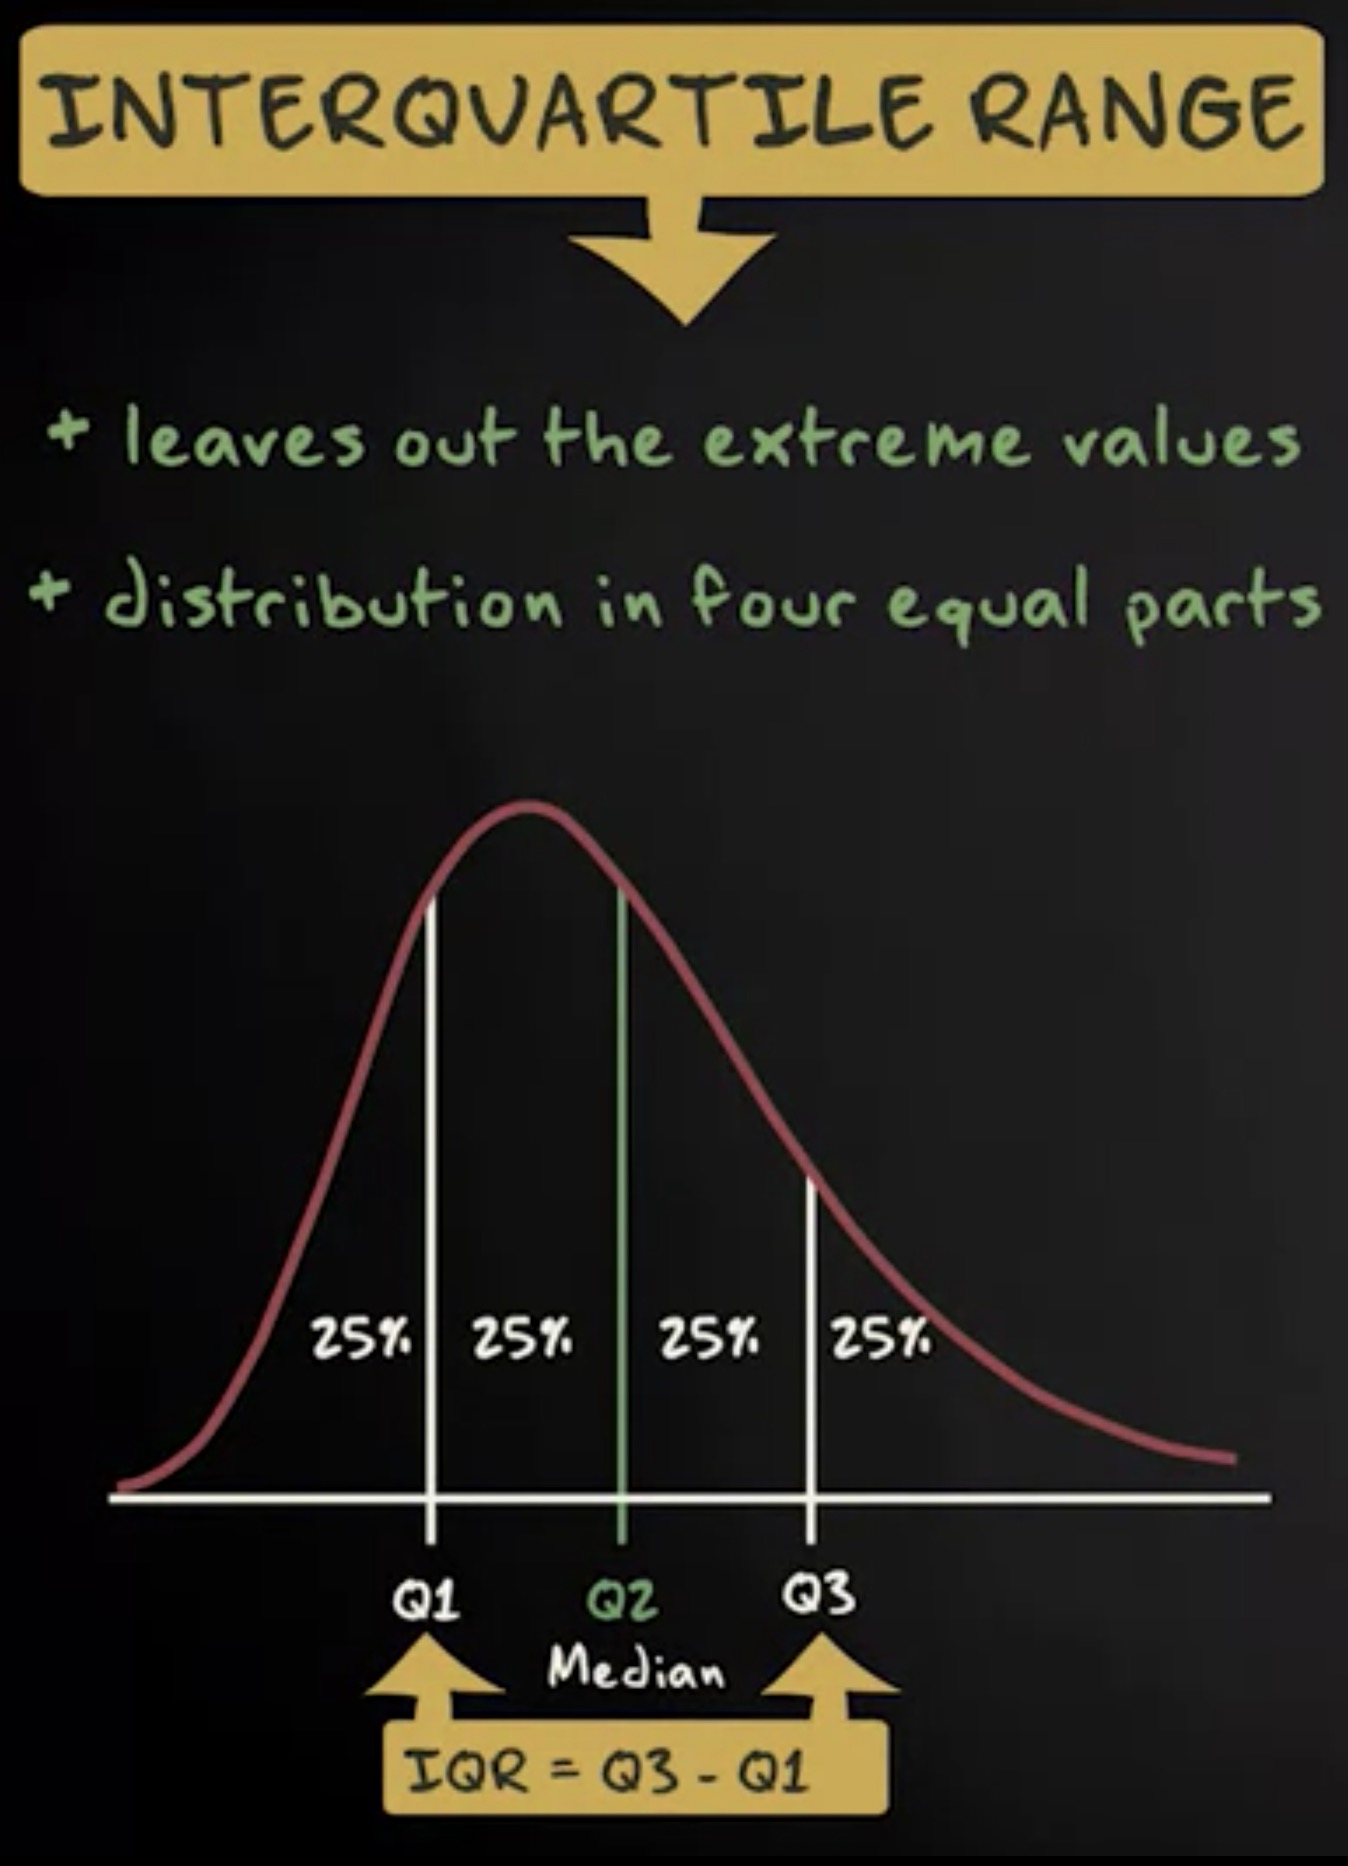 INTERQUARTILE RANGE
+ leaves out the extreme values
+ distribution in four equal parts
25% 25% 25% 25%
Q1 Q2 Q3
Median
IQR = Q3 - Q1